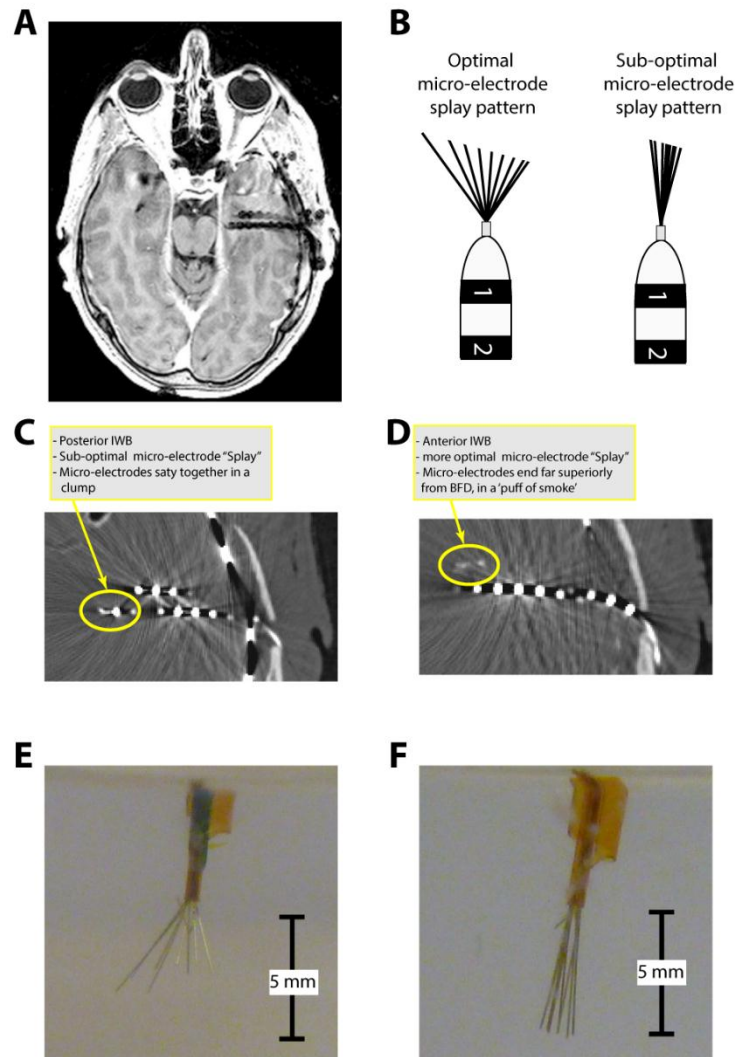 A
B
Optimal
micro-electrode
splay pattern
Sub-optimal
micro-electrode
splay pattern
1
2
1
2
C
- Posterior IWB
- Sub-optimal micro-electrode "Splay"
- Micro-electrodes saty together in a
clump
D
- Anterior IWB
- more optimal micro-electrode "Splay"
- Micro-electrodes end far superiorly
from BFD, in a 'puff of smoke'
E
5 mm
F
5 mm